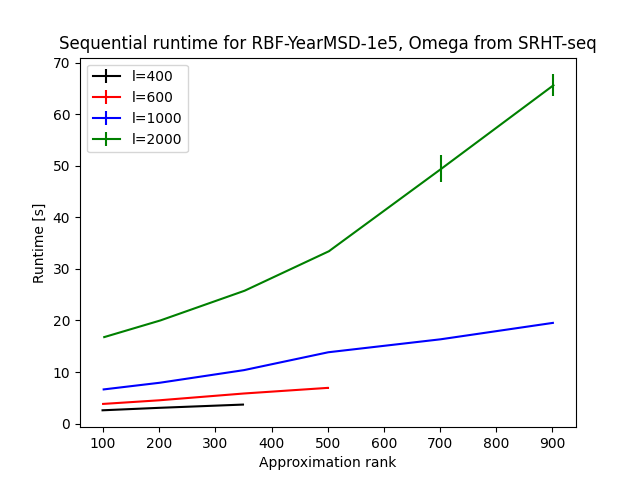 Sequential runtime for RBF-YearMSD-1e5, Omega from SRHT-seq
l=400
l=600
l=1000
l=2000
70
60
50
40
30
20
10
0
Runtime [s]
100 200 300 400 500 600 700 800 900
Approximation rank